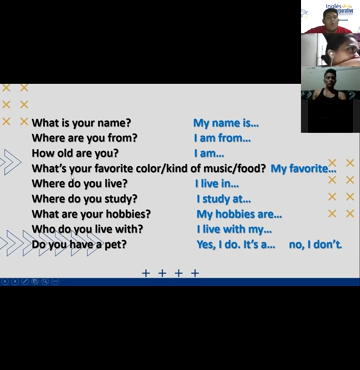 Inglés
What is your name? My name is...
Where are you from? I am from...
How old are you? I am...
What's your favorite color/kind of music/food? My favorite...
Where do you live? I live in...
Where do you study? I study at...
What are your hobbies? My hobbies are...
Who do you live with? I live with my...
Do you have a pet? Yes, I do. It's a... no, I don't.